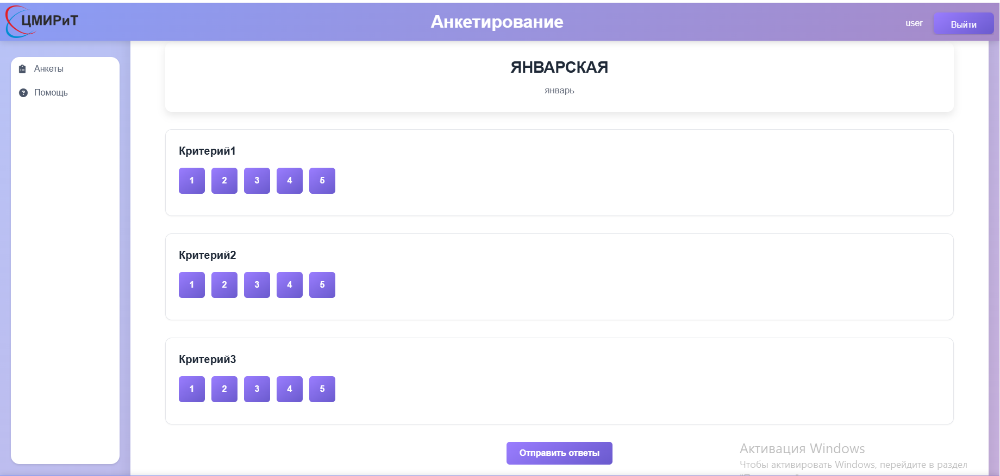 ЦМИРиТ
Анкетирование
user
Выйти
Анкеты
Помощь
ЯНВАРСКАЯ
январь
Критерий1
1 2 3 4 5
Критерий2
1 2 3 4 5
Критерий3
1 2 3 4 5
Отправить ответы
Активация Windows
Чтобы активировать Windows, перейдите в раздел